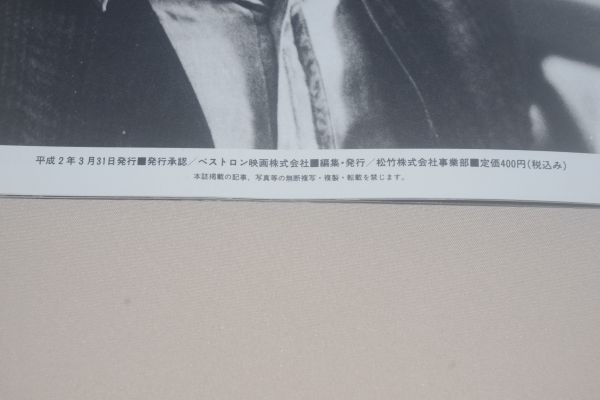 平成2年3月31日発行■発行承認／ベストロン映画株式会社■編集・発行／松竹株式会社事業部■定価400円(税込み)
本誌掲載の記事、写真等の無断複写・複製・転載を禁じます。